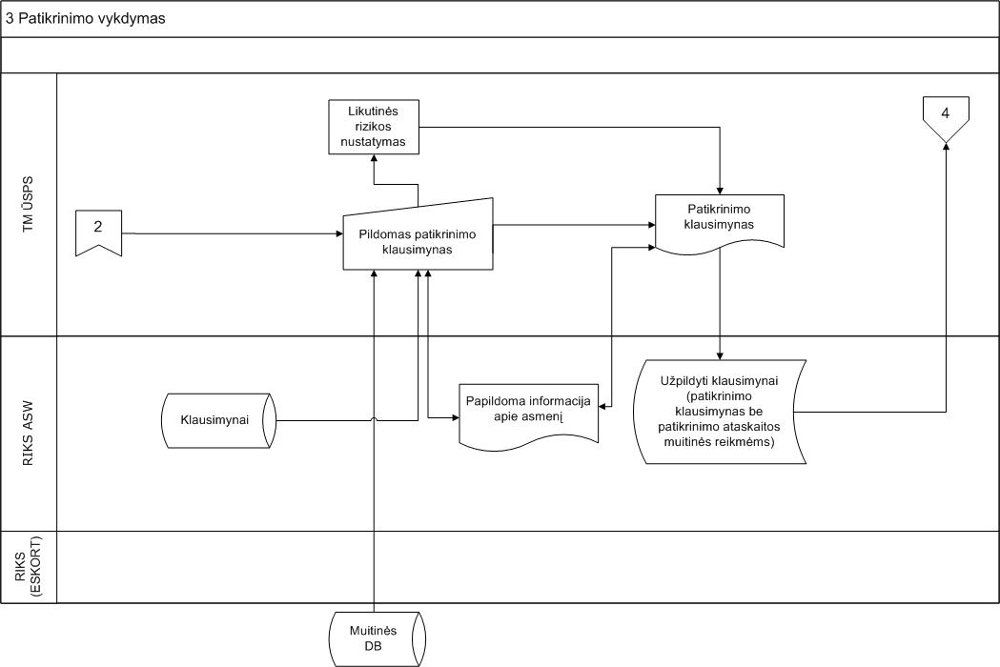 3 Patikrinimo vykdymas
TM ŪSPS
Likutinės
rizikos
nustatymas
4
2
Pildomas patikrinimo
klausimynas
Patikrinimo
klausimynas
RIKS ASW
Klausimynai
Papildoma informacija
apie asmenį
Užpildyti klausimynai
(patikrinimo
klausimynas be
patikrinimo ataskaitos
muitinės reikmėms)
RIKS
(ESKORT)
Muitinės
DB